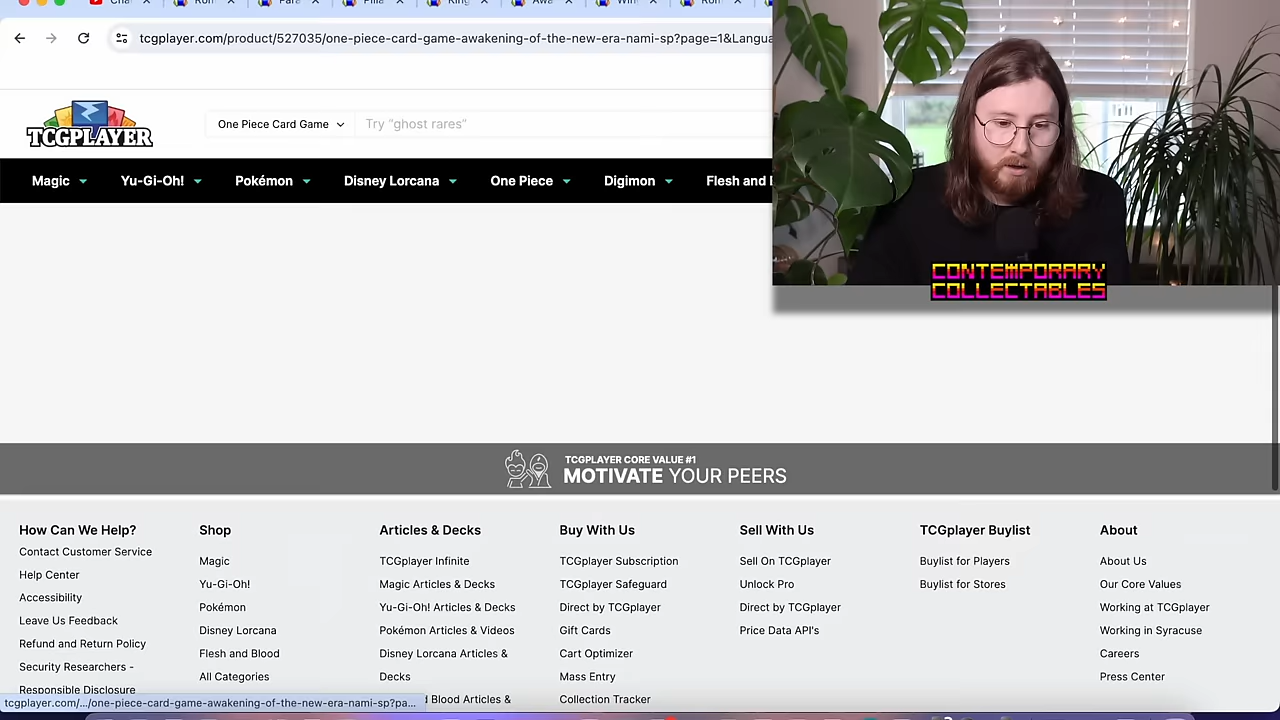 Cha
Rom
Para
Pilla
King
Awa
Win
Rom
tcgplayer.com/product/527035/one-piece-card-game-awakening-of-the-new-era-nami-sp?page=1&Langua
TCGPLAYER
One Piece Card Game
Try "ghost rares"
Magic
Yu-Gi-Oh!
Pokémon
Disney Lorcana
One Piece
Digimon
Flesh and
CONTEMPORARY
COLLECTABLES
TCGPLAYER CORE VALUE #1
MOTIVATE YOUR PEERS
How Can We Help?
Contact Customer Service
Help Center
Accessibility
Leave Us Feedback
Refund and Return Policy
Security Researchers -
Responsible Disclosure
Shop
Magic
Yu-Gi-Oh!
Pokémon
Disney Lorcana
Flesh and Blood
All Categories
Articles & Decks
TCGplayer Infinite
Magic Articles & Decks
Yu-Gi-Oh! Articles & Decks
Pokémon Articles & Videos
Disney Lorcana Articles &
Decks
d Blood Articles &
Buy With Us
TCGplayer Subscription
TCGplayer Safeguard
Direct by TCGplayer
Gift Cards
Cart Optimizer
Mass Entry
Collection Tracker
Sell With Us
Sell On TCGplayer
Unlock Pro
Direct by TCGplayer
Price Data API's
TCGplayer Buylist
Buylist for Players
Buylist for Stores
About
About Us
Our Core Values
Working at TCGplayer
Working in Syracuse
Careers
Press Center
tcgplayer.com/.../one-piece-card-game-awakening-of-the-new-era-nami-sp?pa...